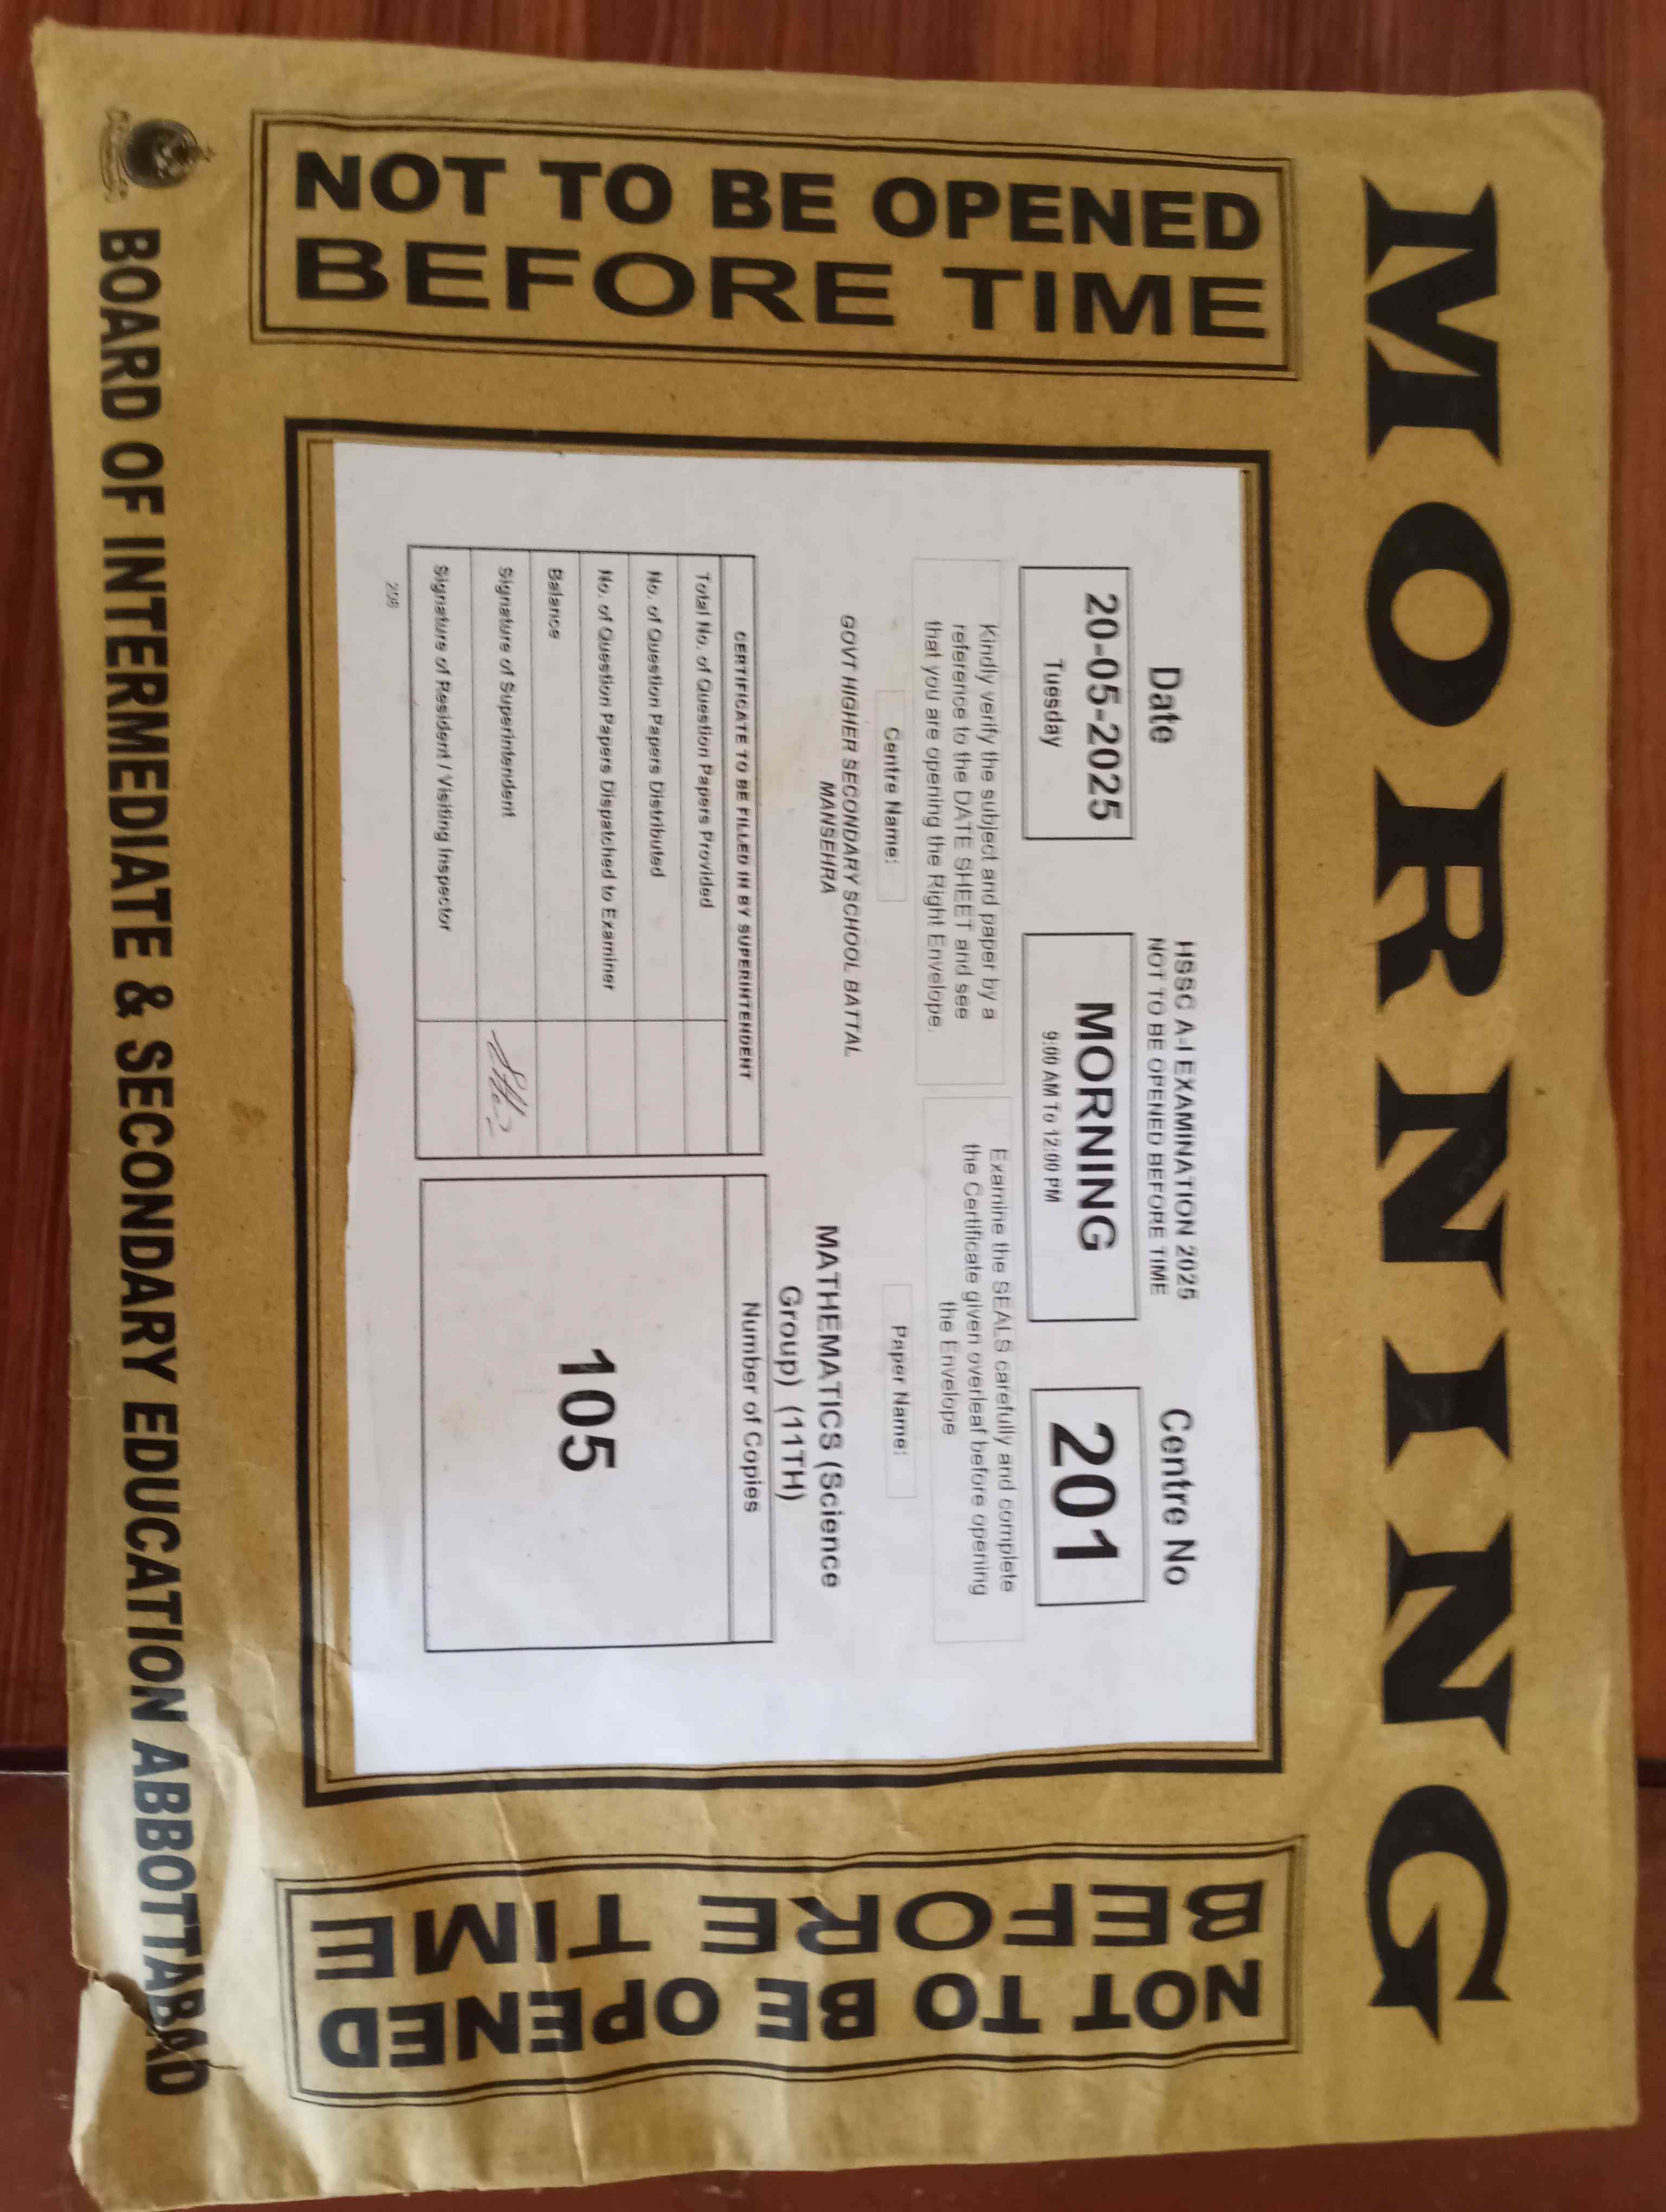 MORNING
NOT TO BE OPENED
BEFORE TIME
HSSC A-I EXAMINATION 2025
NOT TO BE OPENED BEFORE TIME
Date
Centre No
20-05-2025
Tuesday
MORNING
9:00 AM To 12:00 PM
201
Kindly verify the subject and paper by a
reference to the DATE SHEET and see
that you are opening the Right Envelope.
Examine the SEALS carefully and complete
the Certificate given overleaf before opening
the Envelope
Centre Name:
Paper Name:
GOVT HIGHER SECONDARY SCHOOL BATTAL
MANSEHRA
MATHEMATICS (Science
Group) (11TH)
CERTIFICATE TO BE FILLED IN BY SUPERINTENDENT
Total No. of Question Papers Provided
No. of Question Papers Distributed
No. of Question Papers Dispatched to Examiner
Balance
Signature of Superintendent
Signature of Resident / Visiting Inspector
Number of Copies
105
NOT TO BE OPENED
BEFORE TIME
BOARD OF INTERMEDIATE & SECONDARY EDUCATION ABBOTTABAD